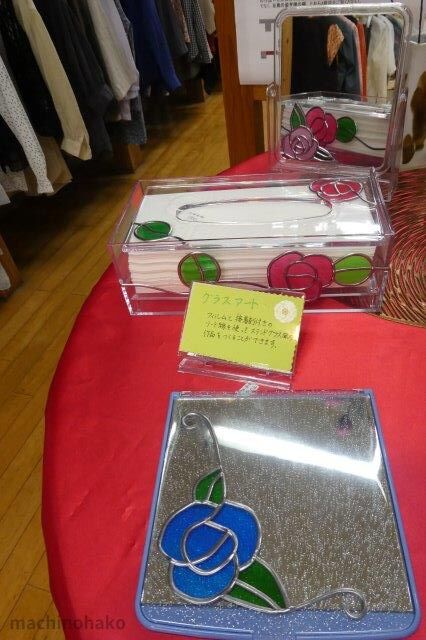 グラスアート
フィルムと接着剤付きの
リード線を使ってステンドグラス風の
作品をつくることができます。
machinohako